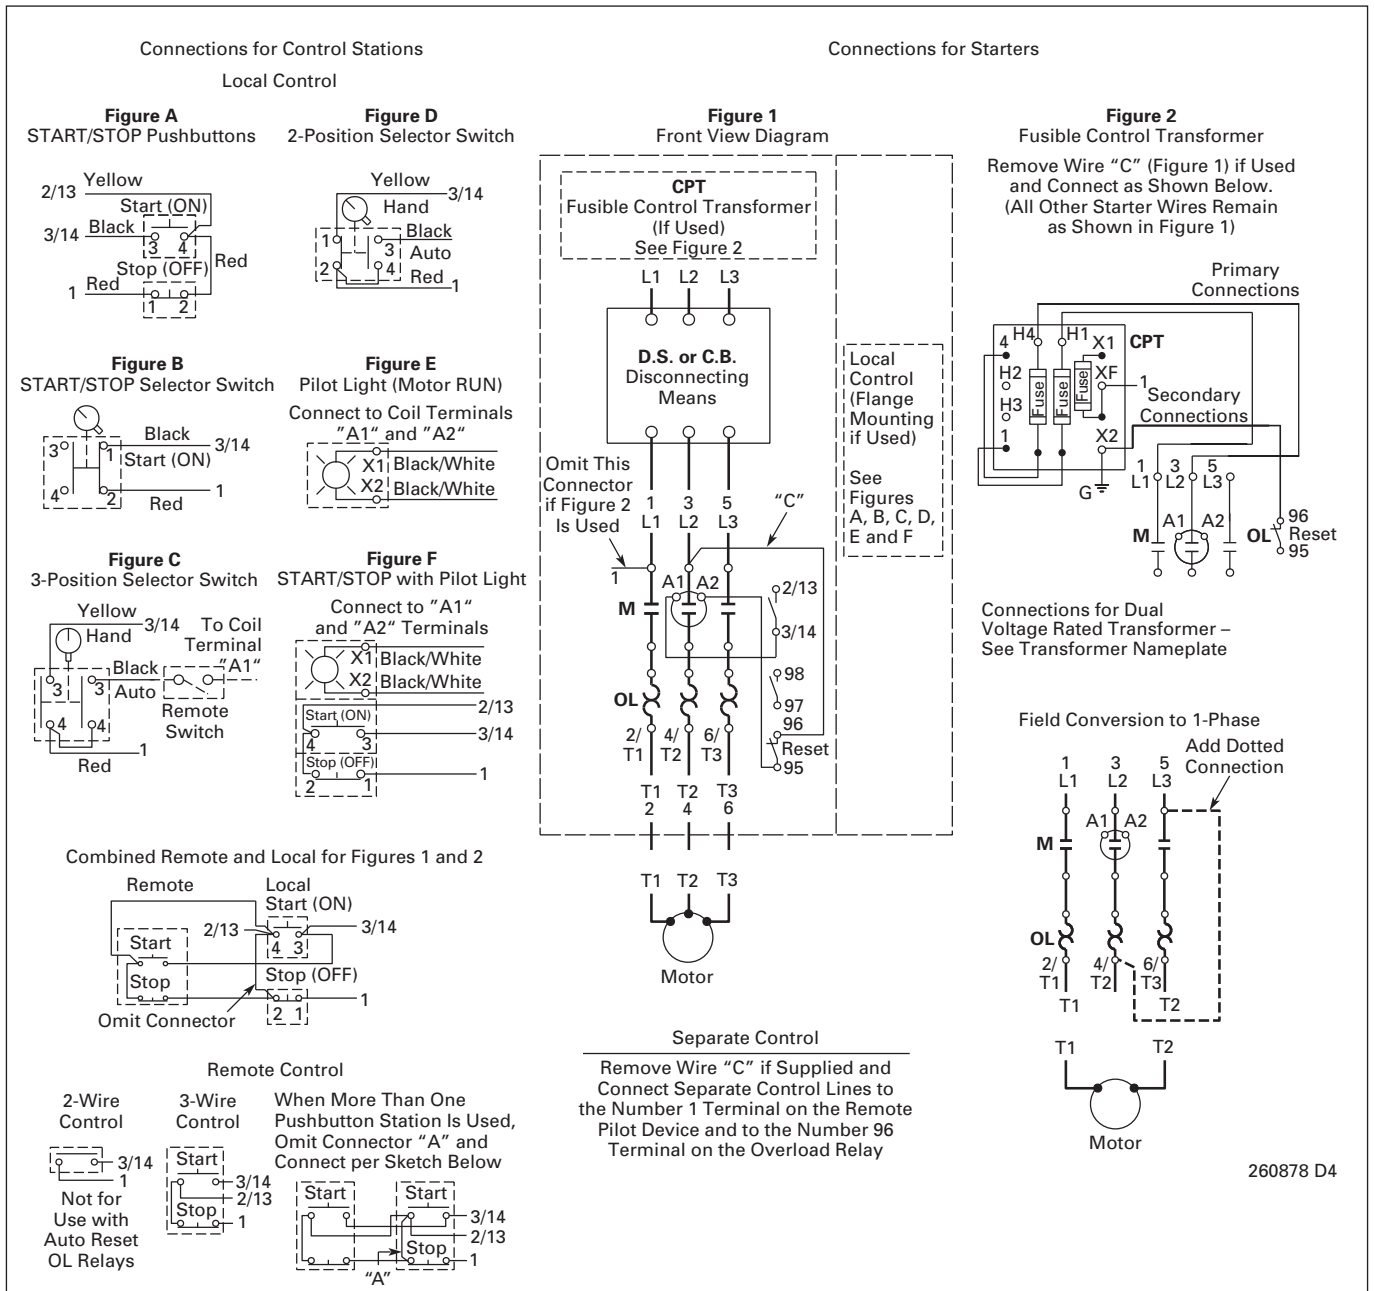 Connections for Control Stations
Local Control
Figure A
START/STOP Pushbuttons
Yellow
2/13
Start (ON)
3/14
Black
3 4
Stop (OFF)
Red
Red
1
1 2
Figure D
2-Position Selector Switch
Yellow
3/14
Hand
1
Black
3
Auto
2
4
Red
1
Figure B
START/STOP Selector Switch
Black
3
1
3/14
Start (ON)
4
2
1
Red
Figure E
Pilot Light (Motor RUN)
Connect to Coil Terminals
"A1" and "A2"
X1
Black/White
X2
Black/White
Figure C
3-Position Selector Switch
Yellow
3/14
Hand
To Coil
Terminal
"A1"
Black
3
3
Auto
Remote
Switch
4
4
1
Red
Figure F
START/STOP with Pilot Light
Connect to "A1"
and "A2" Terminals
X1
Black/White
X2
Black/White
2/13
Start (ON)
3/14
4
3
Stop (OFF)
1
2
1
Combined Remote and Local for Figures 1 and 2
Remote
Local
Start (ON)
2/13
3/14
4 3
Start
Stop
Stop (OFF)
1
2 1
Omit Connector
Remote Control
2-Wire
Control
3/14
1
Not for
Use with
Auto Reset
OL Relays
3-Wire
Control
Start
3/14
2/13
Stop
1
When More Than One
Pushbutton Station Is Used,
Omit Connector "A" and
Connect per Sketch Below
Start
Start
3/14
2/13
Stop
1
"A"
Connections for Starters
Figure 1
Front View Diagram
CPT
Fusible Control Transformer
(If Used)
See Figure 2
L1 L2 L3
D.S. or C.B.
Disconnecting
Means
Local
Control
(Flange
Mounting
if Used)
See
Figures
A, B, C, D,
E and F
Omit This
Connector
if Figure 2
Is Used
1 3 5
L1 L2 L3
"C"
1
A1 A2
2/13
M
3/14
98
OL
97
96
2/ 4/ 6/
T1 T2 T3
Reset
95
T1 T2 T3
2 4 6
T1 T2 T3
Motor
Separate Control
Remove Wire "C" if Supplied and
Connect Separate Control Lines to
the Number 1 Terminal on the Remote
Pilot Device and to the Number 96
Terminal on the Overload Relay
Figure 2
Fusible Control Transformer
Remove Wire "C" (Figure 1) if Used
and Connect as Shown Below.
(All Other Starter Wires Remain
as Shown in Figure 1)
Primary
Connections
4 H4 H1 X1
CPT
H2
XF
1
H3
Fuse
Fuse
Fuse
Secondary
Connections
1
X2
G
1 3 5
L1 L2 L3
A1 A2
M
OL
96
Reset
95
Connections for Dual
Voltage Rated Transformer –
See Transformer Nameplate
Field Conversion to 1-Phase
Add Dotted
Connection
1 3 5
L1 L2 L3
A1 A2
M
OL
2/ 4/ 6/
T1 T2 T3
T1 T2
T1 T2
Motor
260878 D4